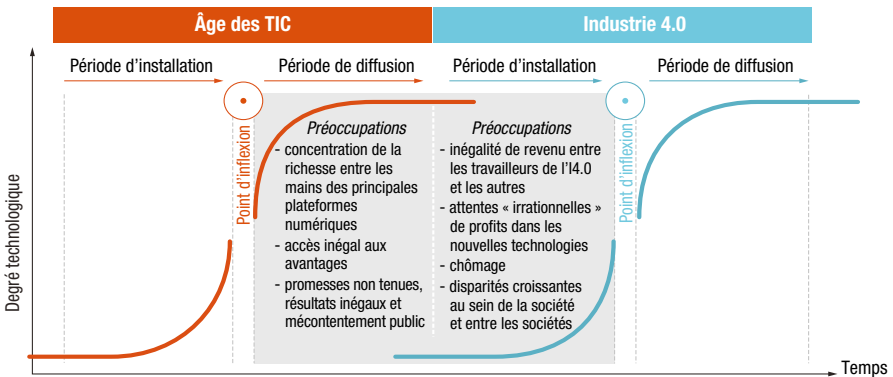 Âge des TIC
Industrie 4.0
Période d’installation
Période de diffusion
Période d’installation
Période de diffusion
Degré technologique
Point d’inflexion
Préoccupations
- concentration de la
richesse entre les
mains des principales
plateformes
numériques
- accès inégal aux
avantages
- promesses non tenues,
résultats inégaux et
mécontentement public
Préoccupations
- inégalité de revenu entre
les travailleurs de l’I4.0
et les autres
- attentes « irrationnelles »
de profits dans les
nouvelles technologies
- chômage
- disparités croissantes
au sein de la société
et entre les sociétés
Point d’inflexion
Temps